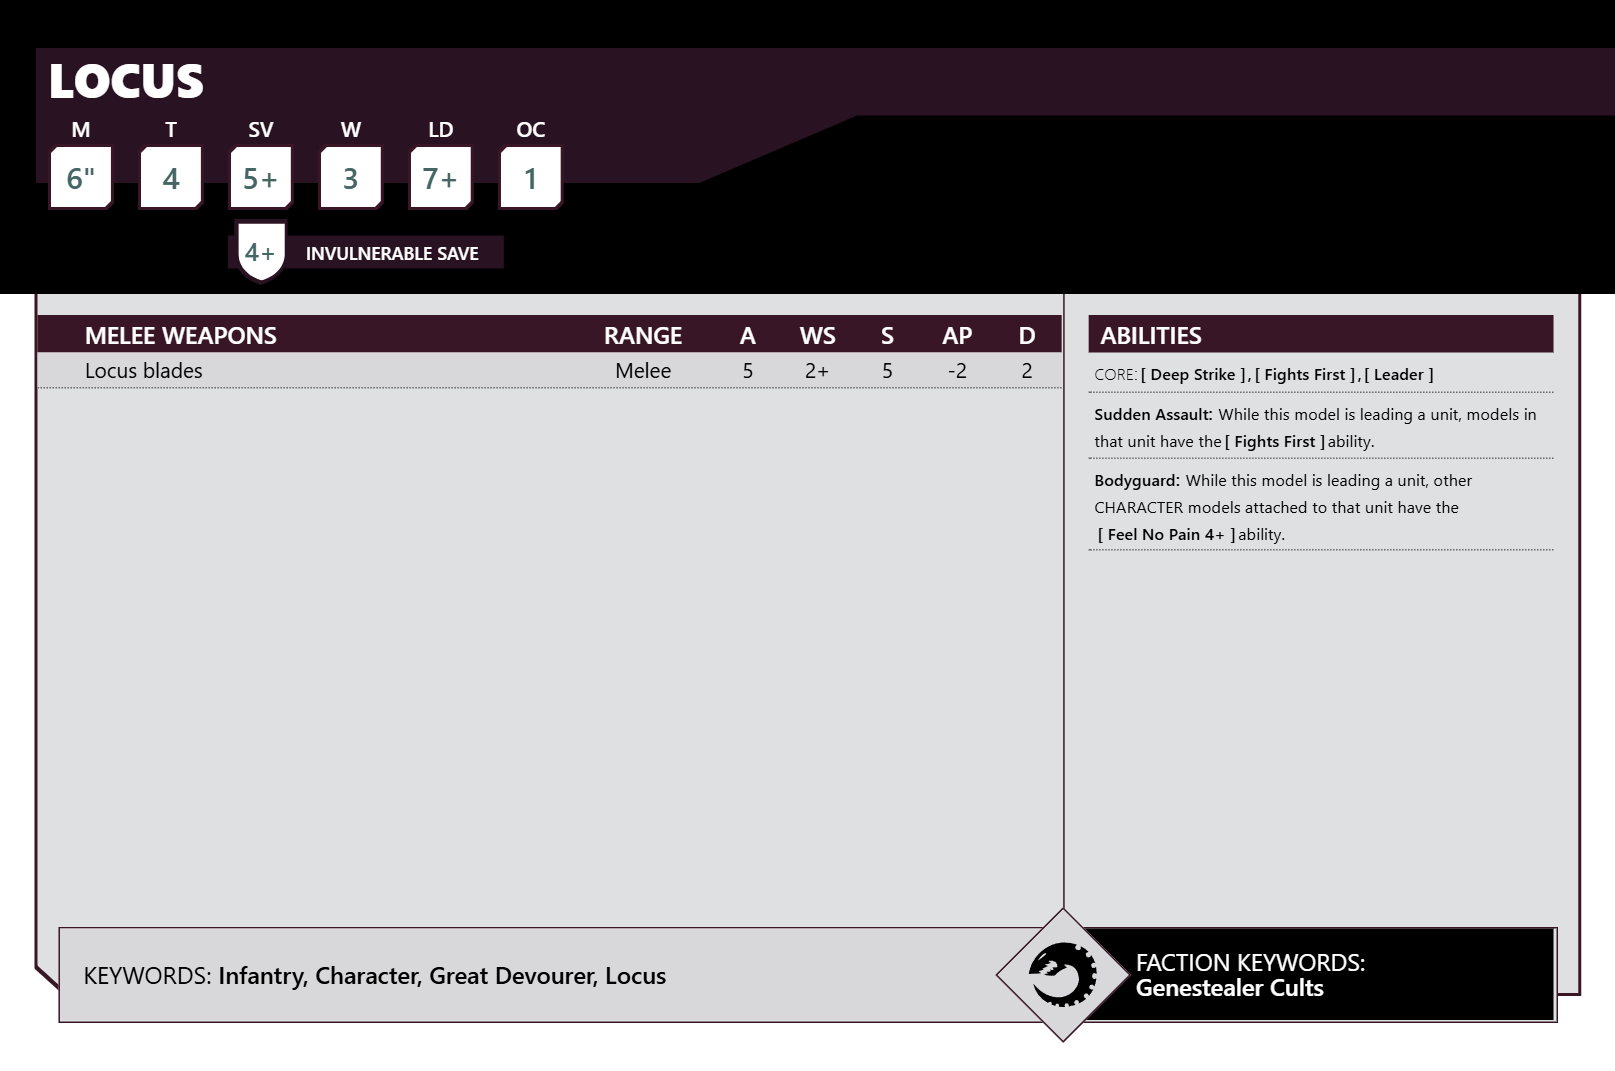 LOCUS
M T SV W LD OC
6" 4 5+ 3 7+ 1
4+ INVULNERABLE SAVE
MELEE WEAPONS RANGE A WS S AP D
Locus blades Melee 5 2+ 5 -2 2
ABILITIES
CORE: [ Deep Strike ], [ Fights First ], [ Leader ]
Sudden Assault: While this model is leading a unit, models in
that unit have the [ Fights First ] ability.
Bodyguard: While this model is leading a unit, other
CHARACTER models attached to that unit have the
[ Feel No Pain 4+ ] ability.
KEYWORDS: Infantry, Character, Great Devourer, Locus
FACTION KEYWORDS:
Genestealer Cults